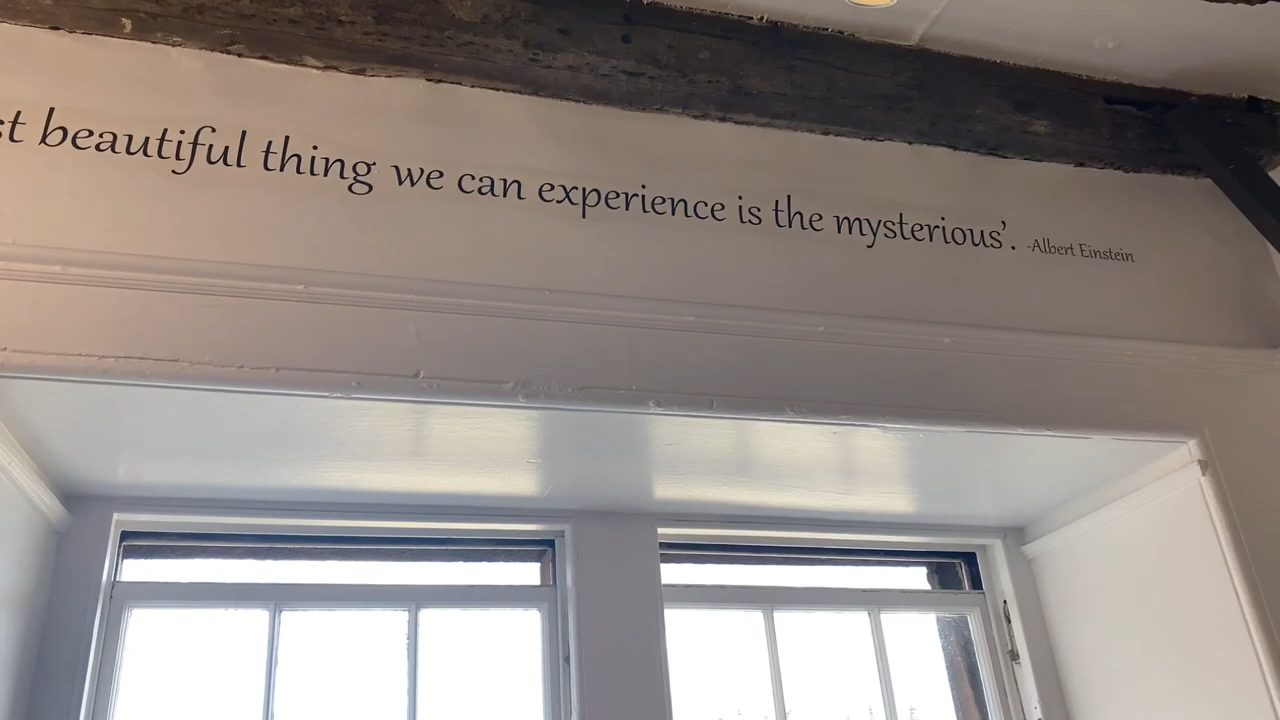 beautiful thing we can experience is the mysterious’. -Albert Einstein